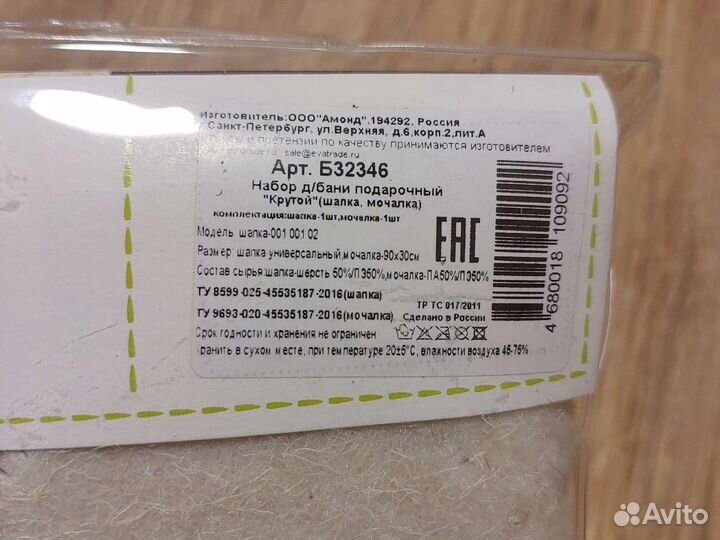 Изготовитель:ООО"Амонд".194292, Россия
Санкт-Петербург, ул.Верхняя, д.6,корп.2,лит.А
и претензии по качеству принимаются изготовителем
sale@evatrade.ru
Арт. Б32346
Набор д/бани подарочный
"Крутой"(шапка, мочалка)
Комплектация:шапка-1шт,мочалка-1шт
Модель: шапка-001 001 02
Размер: шапка-универсальный,мочалка-90х30см
Состав сырья:шапка-шерсть 50%/ПЭ50%,мочалка-ПА50%/ПЭ50%
ТУ 8599-025-45535187-2016(шапка)
ТУ 9693-020-45535187-2016(мочалка)
ТР ТС 017/2011
Сделано в России
Срок годности и хранения не ограничен
хранить в сухом месте, при температуре 20±5°С, влажности воздуха 45-75%
EAC
4 680018 109092
Avito